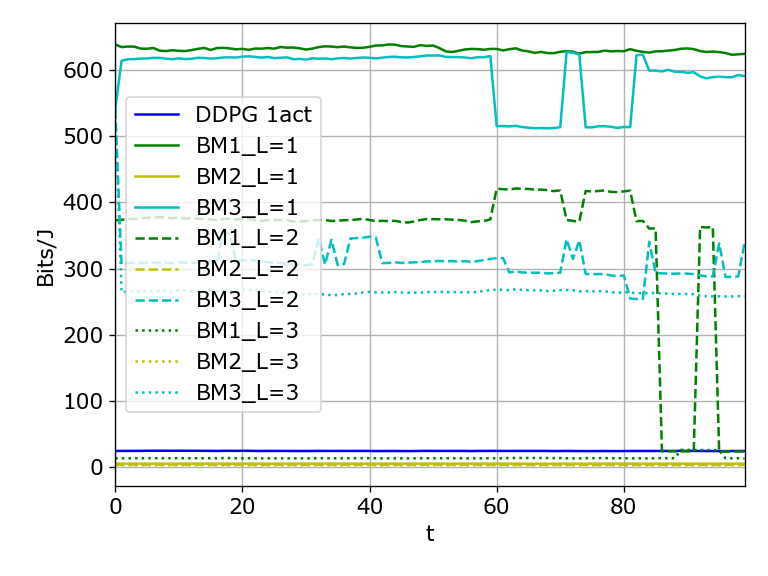 600
500
400
300
200
100
0
Bits/J
DDPG 1act
BM1_L=1
BM2_L=1
BM3_L=1
BM1_L=2
BM2_L=2
BM3_L=2
BM1_L=3
BM2_L=3
BM3_L=3
0 20 40 60 80
t